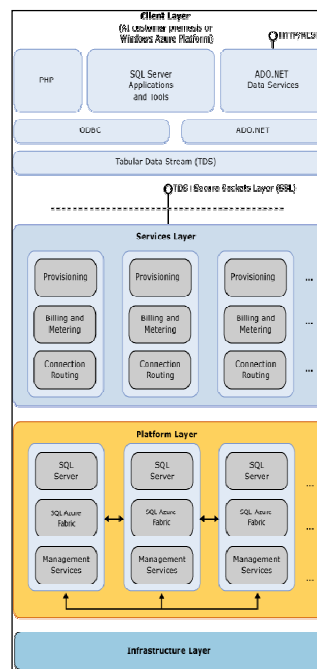 Client Layer
(At customer premesis or
Windows Azure Platform)
HTTP/REST
PHP
SQL Server
Applications
and Tools
ADO.NET
Data Services
ODBC
ADO.NET
Tabular Data Stream (TDS)
TDS+Secure Sockets Layer (SSL)
Services Layer
Provisioning
Provisioning
Provisioning
...
Billing and
Metering
Billing and
Metering
Billing and
Metering
...
Connection
Routing
Connection
Routing
Connection
Routing
...
Platform Layer
SQL
Server
SQL
Server
SQL
Server
...
SQL Azure
Fabric
SQL Azure
Fabric
SQL Azure
Fabric
...
Management
Services
Management
Services
Management
Services
...
Infrastructure Layer